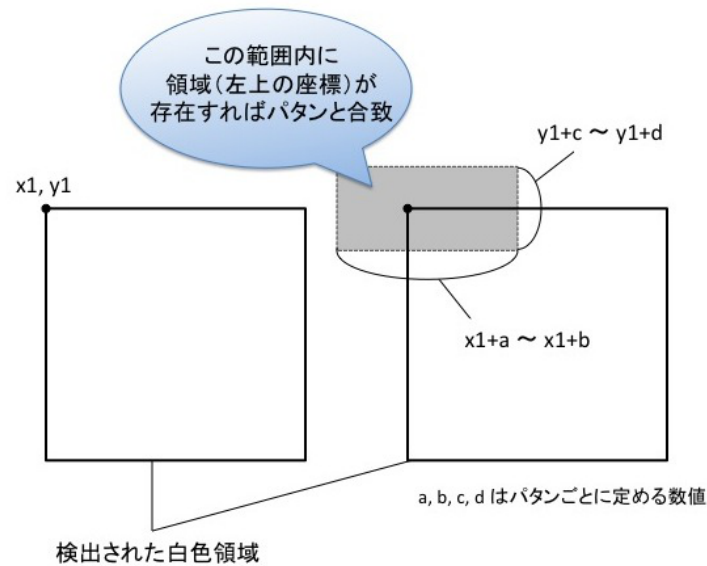 この範囲内に
領域(左上の座標)が
存在すればパタンと合致
y1+c ～ y1+d
x1, y1
x1+a ～ x1+b
a, b, c, d はパタンごとに定める数値
検出された白色領域